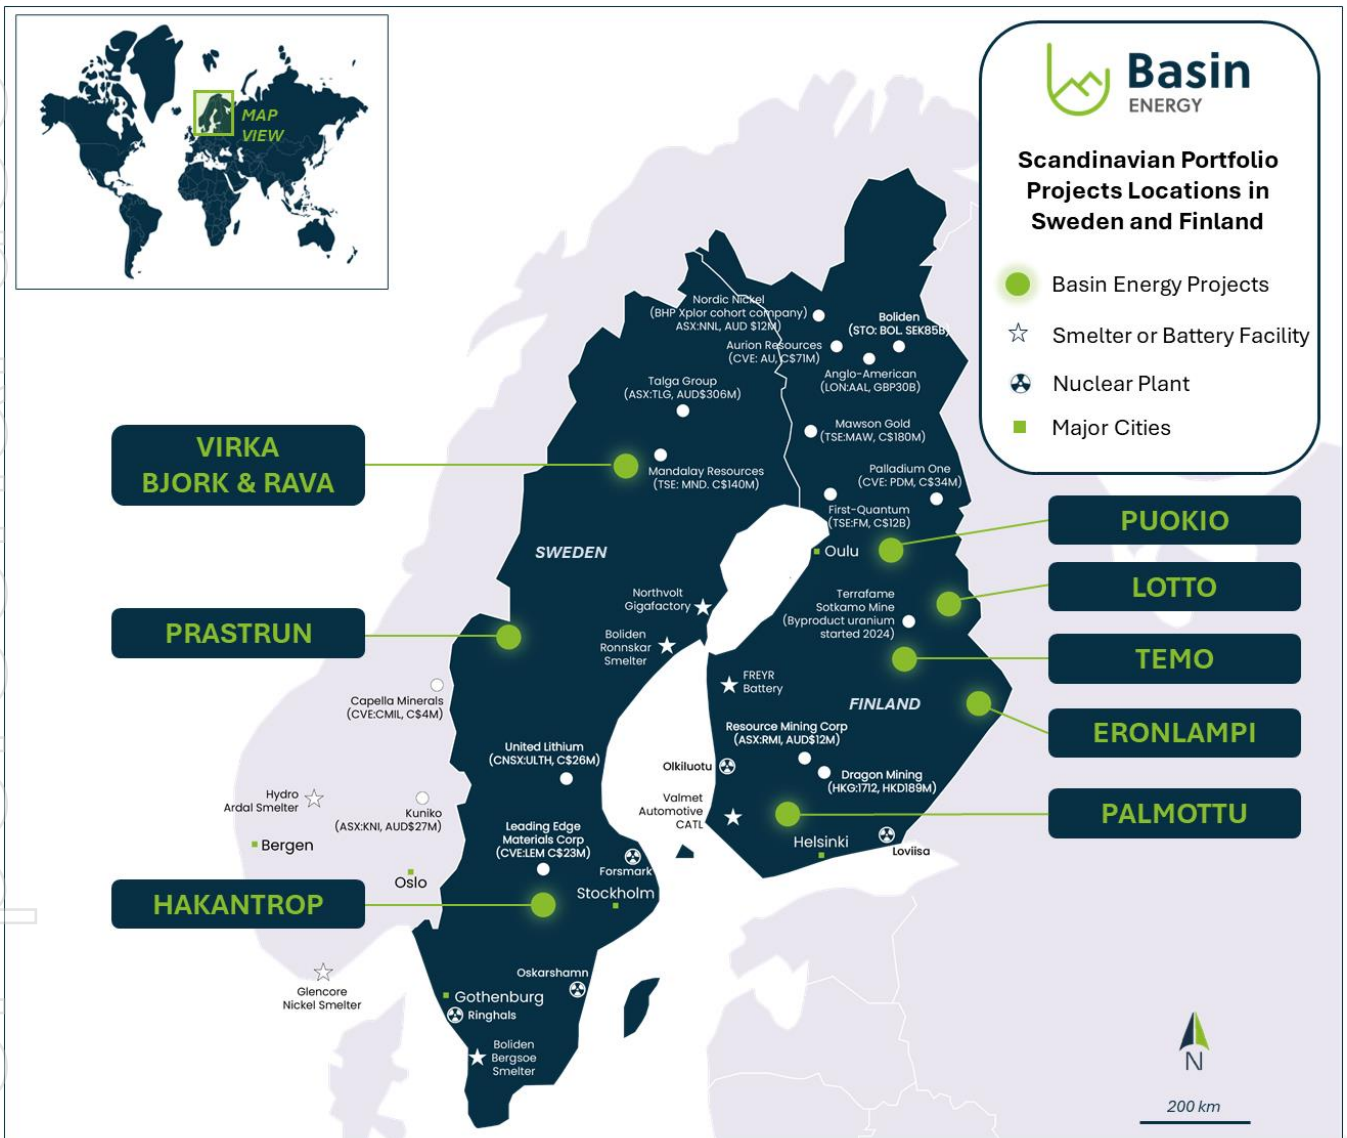 MAP
VIEW
Basin
ENERGY
Scandinavian Portfolio
Projects Locations in
Sweden and Finland
Basin Energy Projects
Smelter or Battery Facility
Nuclear Plant
Major Cities
Nordic Nickel
(BHP Xplor cohort company)
ASX:NNL, AUD $12M)
Boliden
(STO: BOL. SEK85B)
Aurion Resources
(CVE: AU, C$71M)
Anglo-American
(LON:AAL, GBP30B)
Talga Group
(ASX:TLG, AUD$306M)
Mawson Gold
(TSE:MAW, C$180M)
VIRKA
BJORK & RAVA
Mandalay Resources
(TSE: MND. C$140M)
Palladium One
(CVE: PDM, C$34M)
First-Quantum
(TSE:FM, C$12B)
PUOKIO
SWEDEN
Oulu
LOTTO
Northvolt
Gigafactory
Terrafame
Sotkamo Mine
(Byproduct uranium
started 2024)
PRASTRUN
Boliden
Ronnskar
Smelter
TEMO
FREYR
Battery
Capella Minerals
(CVE:CMIL, C$4M)
FINLAND
ERONLAMPI
Resource Mining Corp
(ASX:RMI, AUD$12M)
United Lithium
(CNSX:ULTH, C$26M)
Olkiluotu
Dragon Mining
(HKG:1712, HKD189M)
Hydro
Ardal Smelter
Kuniko
(ASX:KNI, AUD$27M)
Valmet
Automotive
CATL
PALMOTTU
Leading Edge
Materials Corp
(CVE:LEM C$23M)
Bergen
Helsinki
Loviisa
Forsmark
Oslo
Stockholm
HAKANTROP
Oskarshamn
Glencore
Nickel Smelter
Gothenburg
Ringhals
Boliden
Bergsoe
Smelter
N
200 km